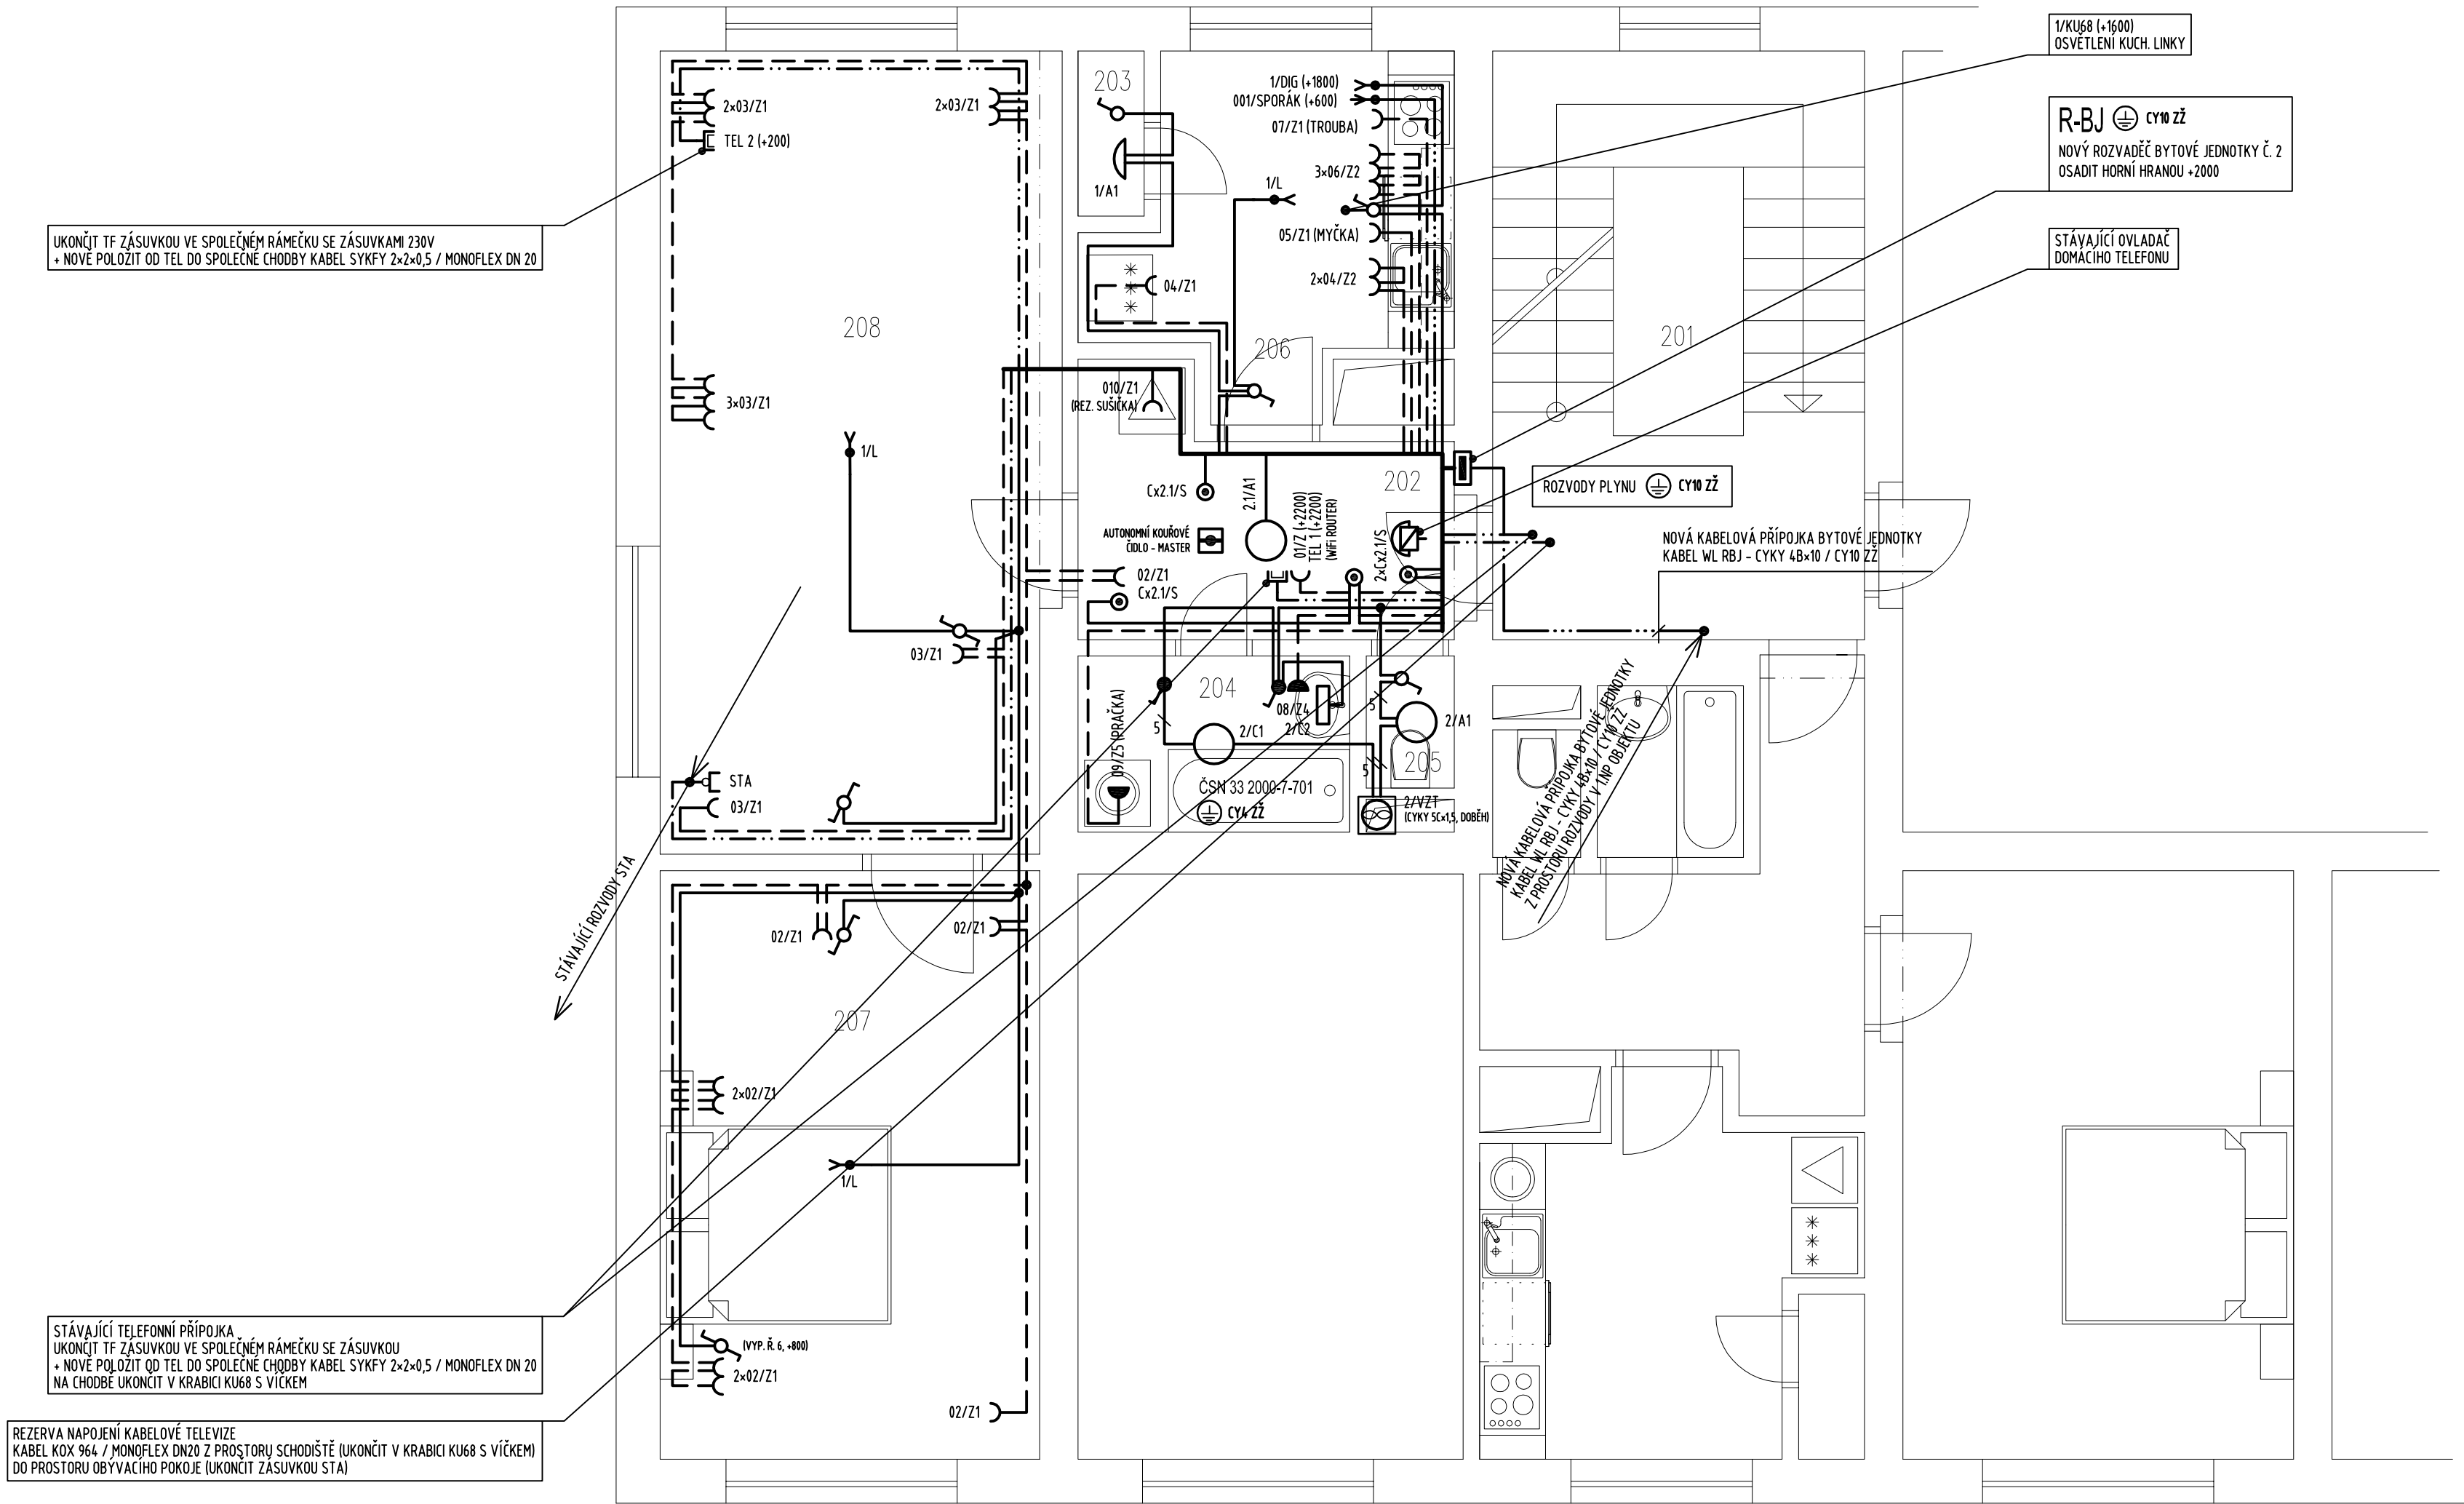 1/KU68 (+1600)
OSVĚTLENÍ KUCH. LINKY
R-BJ CY10 ZŽ
NOVÝ ROZVADĚČ BYTOVÉ JEDNOTKY Č. 2
OSADIT HORNÍ HRANOU +2000
STÁVAJÍCÍ OVLADAČ
DOMÁCÍHO TELEFONU
UKONČIT TF ZÁSUVKOU VE SPOLEČNÉM RÁMEČKU SE ZÁSUVKAMI 230V
+ NOVĚ POLOŽIT OD TEL DO SPOLEČNÉ CHODBY KABEL SYKFY 2×2×0,5 / MONOFLEX DN 20
2×03/Z1
2×03/Z1
TEL 2 (+200)
208
3×03/Z1
1/L
03/Z1
STA
03/Z1
STÁVAJÍCÍ ROZVODY STA
203
1/A1
1/DIG (+1800)
001/SPORÁK (+600)
07/Z1 (TROUBA)
3×06/Z2
1/L
05/Z1 (MYČKA)
2×04/Z2
04/Z1
206
201
010/Z1
(REZ. SUŠIČKA)
Cx2.1/S
2.1/A1
202
AUTONOMNÍ KOUŘOVÉ
ČIDLO - MASTER
01/Z (+2200)
TEL 1 (+2200)
(WiFi ROUTER)
2×Cx2.1/S
02/Z1
Cx2.1/S
ROZVODY PLYNU CY10 ZŽ
NOVÁ KABELOVÁ PŘÍPOJKA BYTOVÉ JEDNOTKY
KABEL WL RBJ - CYKY 4B×10 / CY10 ZŽ
204
09/Z5 (PRAČKA)
5
2/C1
08/Z4
2/C2
5
2/A1
205
5
ČSN 33 2000-7-701
CY4 ZŽ
2/VZT
(CYKY 5C×1,5, DOBĚH)
NOVÁ KABELOVÁ PŘÍPOJKA BYTOVÉ JEDNOTKY
KABEL WL RBJ - CYKY 4B×10 / CY10 ZŽ
Z PROSTORU ROZVODY V 1.NP OBJEKTU
02/Z1
02/Z1
207
2×02/Z1
1/L
(VYP. Ř. 6, +800)
2×02/Z1
02/Z1
STÁVAJÍCÍ TELEFONNÍ PŘÍPOJKA
UKONČIT TF ZÁSUVKOU VE SPOLEČNÉM RÁMEČKU SE ZÁSUVKOU
+ NOVĚ POLOŽIT OD TEL DO SPOLEČNÉ CHODBY KABEL SYKFY 2×2×0,5 / MONOFLEX DN 20
NA CHODBĚ UKONČIT V KRABICI KU68 S VÍČKEM
REZERVA NAPOJENÍ KABELOVÉ TELEVIZE
KABEL KOX 964 / MONOFLEX DN20 Z PROSTORU SCHODIŠTĚ (UKONČIT V KRABICI KU68 S VÍČKEM)
DO PROSTORU OBÝVACÍHO POKOJE (UKONČIT ZÁSUVKOU STA)